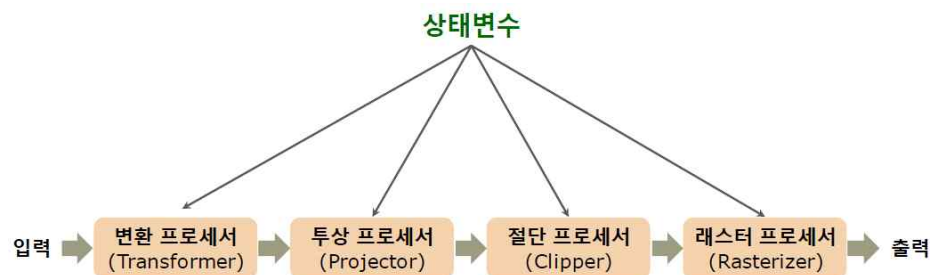 상태변수
입력
변환 프로세서
(Transformer)
투상 프로세서
(Projector)
절단 프로세서
(Clipper)
래스터 프로세서
(Rasterizer)
출력